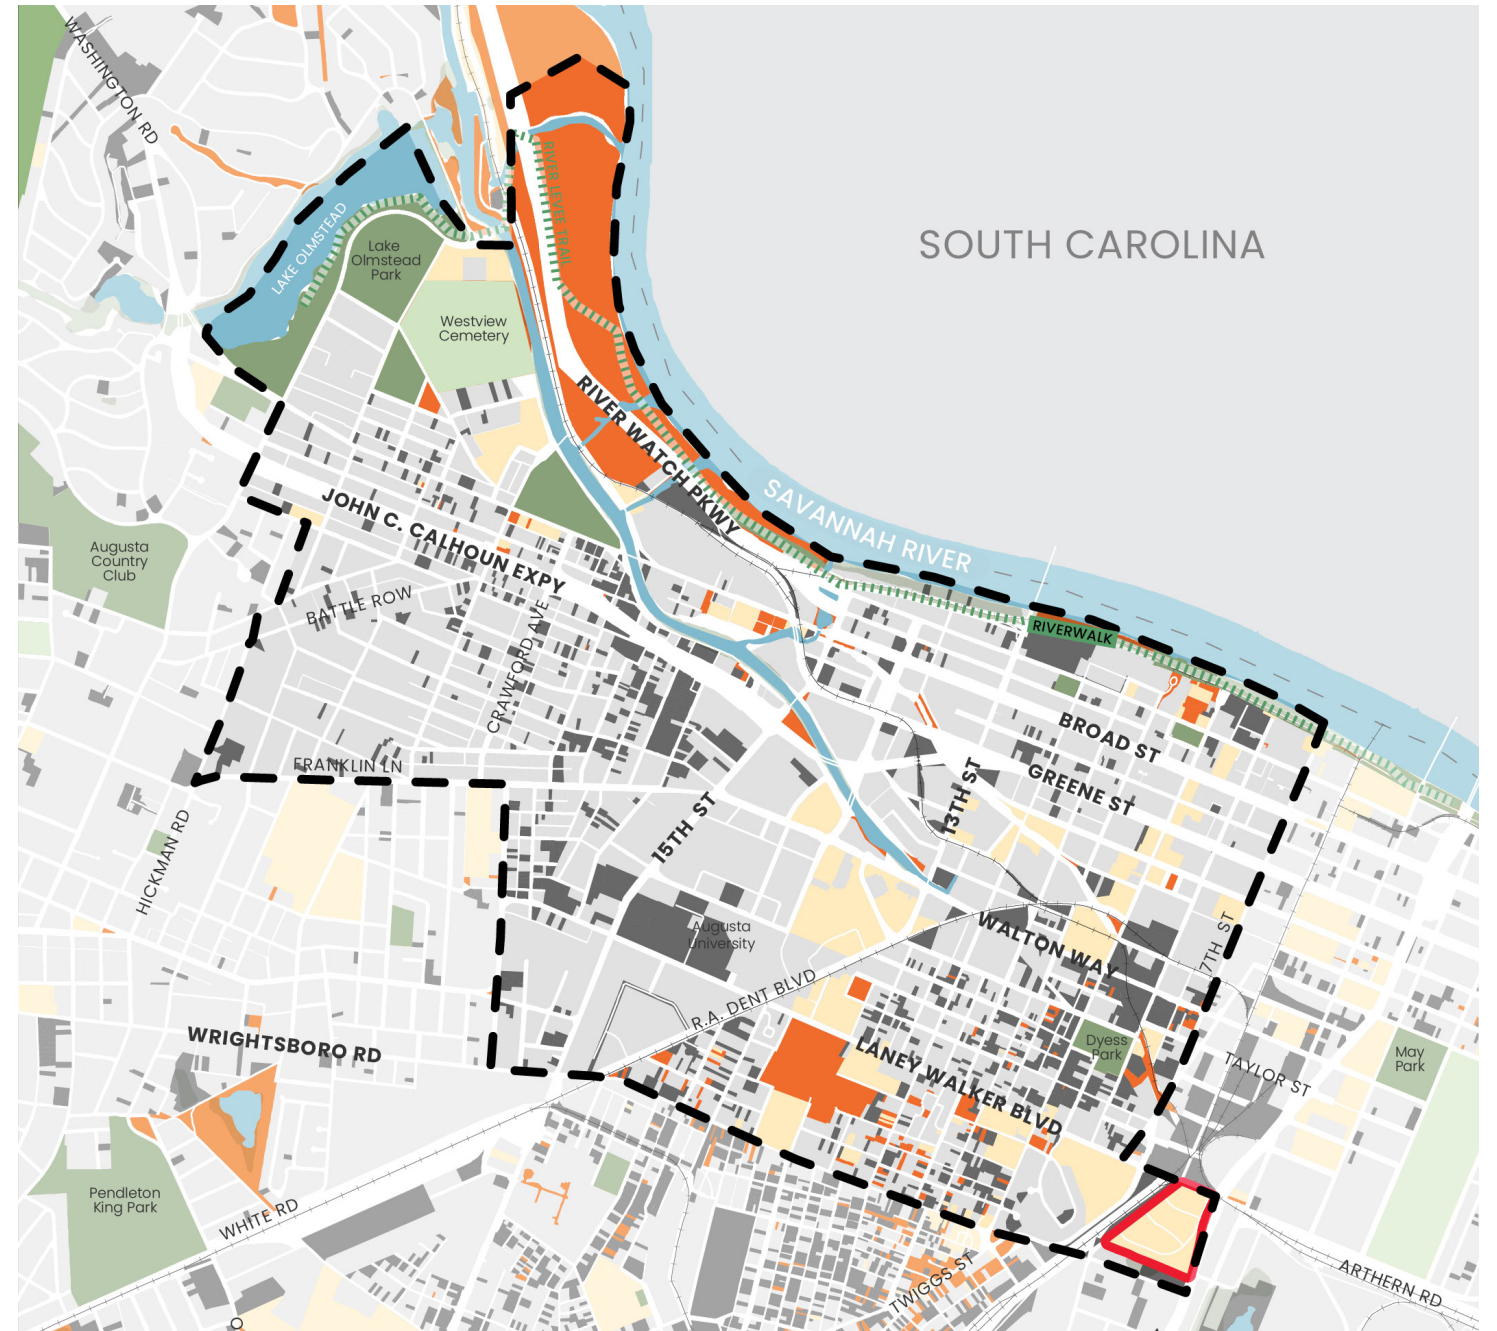 WASHINGTON RD
RIVER LEVEE TRAIL
LAKE OLMSTEAD
Lake
Olmstead
Park
SOUTH CAROLINA
Westview
Cemetery
RIVER WATCH PKWY
SAVANNAH RIVER
JOHN C. CALHOUN EXPY
Augusta
Country
Club
BATTLE ROW
CRAWFORD AVE
RIVERWALK
BROAD ST
GREENE ST
FRANKLIN LN
13TH ST
15TH ST
HICKMAN RD
Augusta
University
WALTON WAY
7TH ST
R.A. DENT BLVD
WRIGHTSBORO RD
LANEY WALKER BLVD
Dyess
Park
TAYLOR ST
May
Park
Pendleton
King Park
WHITE RD
TWIGGS ST
ARTHERN RD
O